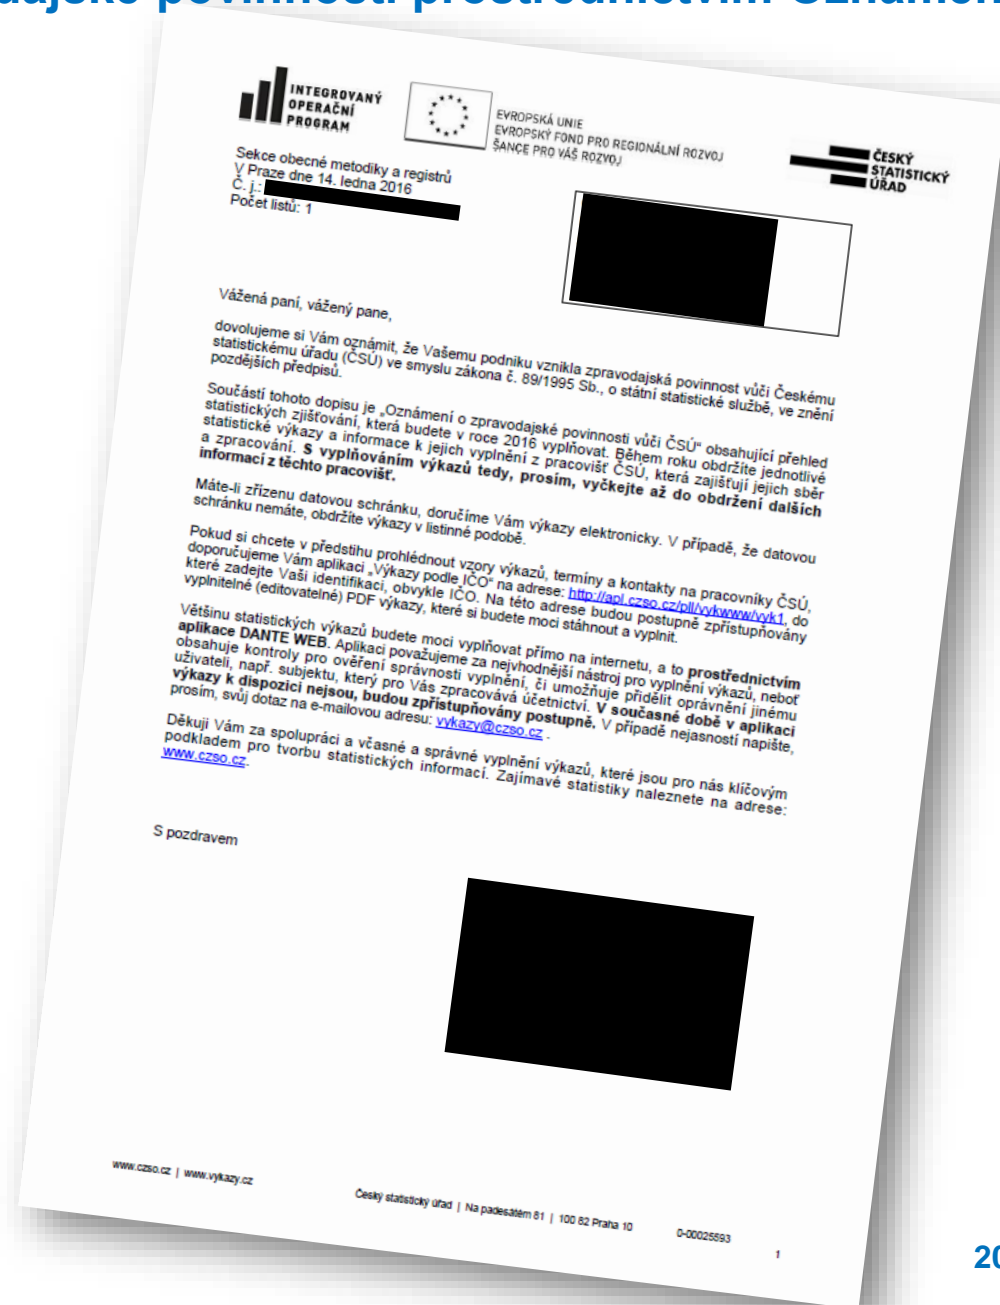 prostřednictvím
INTEGROVANÝ
OPERAČNÍ
PROGRAM
EVROPSKÁ UNIE
EVROPSKÝ FOND PRO REGIONÁLNÍ ROZVOJ
ŠANCE PRO VÁŠ ROZVOJ
ČESKÝ
STATISTICKÝ
ÚŘAD
Sekce obecné metodiky a registrů
V Praze dne 14. ledna 2016
Č. j.:
Počet listů: 1
Vážená paní, vážený pane,
dovolujeme si Vám oznámit, že Vašemu podniku vznikla zpravodajská povinnost vůči Českému
statistickému úřadu (ČSÚ) ve smyslu zákona č. 89/1995 Sb., o státní statistické službě, ve znění
pozdějších předpisů.
Součástí tohoto dopisu je „Oznámení o zpravodajské povinnosti vůči ČSÚ“ obsahující přehled
statistických zjišťování, která budete v roce 2016 vyplňovat. Během roku obdržíte jednotlivé
statistické výkazy a informace k jejich vyplnění z pracovišť ČSÚ, která zajišťují jejich sběr
a zpracování. S vyplňováním výkazů tedy, prosím, vyčkejte až do obdržení dalších
informací z těchto pracovišť.
Máte-li zřízenu datovou schránku, doručíme Vám výkazy elektronicky. V případě, že datovou
schránku nemáte, obdržíte výkazy v listinné podobě.
Pokud si chcete v předstihu prohlédnout vzory výkazů, termíny a kontakty na pracovníky ČSÚ,
doporučujeme Vám aplikaci „Výkazy podle IČO“ na adrese: http://apl.czso.cz/pll/vykwww/vyk1, do
které zadejte Vaši identifikaci, obvykle IČO. Na této adrese budou postupně zpřístupňovány
vyplnitelné (editovatelné) PDF výkazy, které si budete moci stáhnout a vyplnit.
Většinu statistických výkazů budete moci vyplňovat přímo na internetu, a to prostřednictvím
aplikace DANTE WEB. Aplikaci považujeme za nejvhodnější nástroj pro vyplnění výkazů, neboť
obsahuje kontroly pro ověření správnosti vyplnění, či umožňuje přidělit oprávnění jinému
uživateli, např. subjektu, který pro Vás zpracovává účetnictví. V současné době v aplikaci
výkazy k dispozici nejsou, budou zpřístupňovány postupně. V případě nejasností napište,
prosím, svůj dotaz na e-mailovou adresu: vykazy@czso.cz .
Děkuji Vám za spolupráci a včasné a správné vyplnění výkazů, které jsou pro nás klíčovým
podkladem pro tvorbu statistických informací. Zajímavé statistiky naleznete na adrese:
www.czso.cz.
S pozdravem
www.czso.cz | www.vykazy.cz
Český statistický úřad | Na padesátém 81 | 100 82 Praha 10
0-00025593
1
20